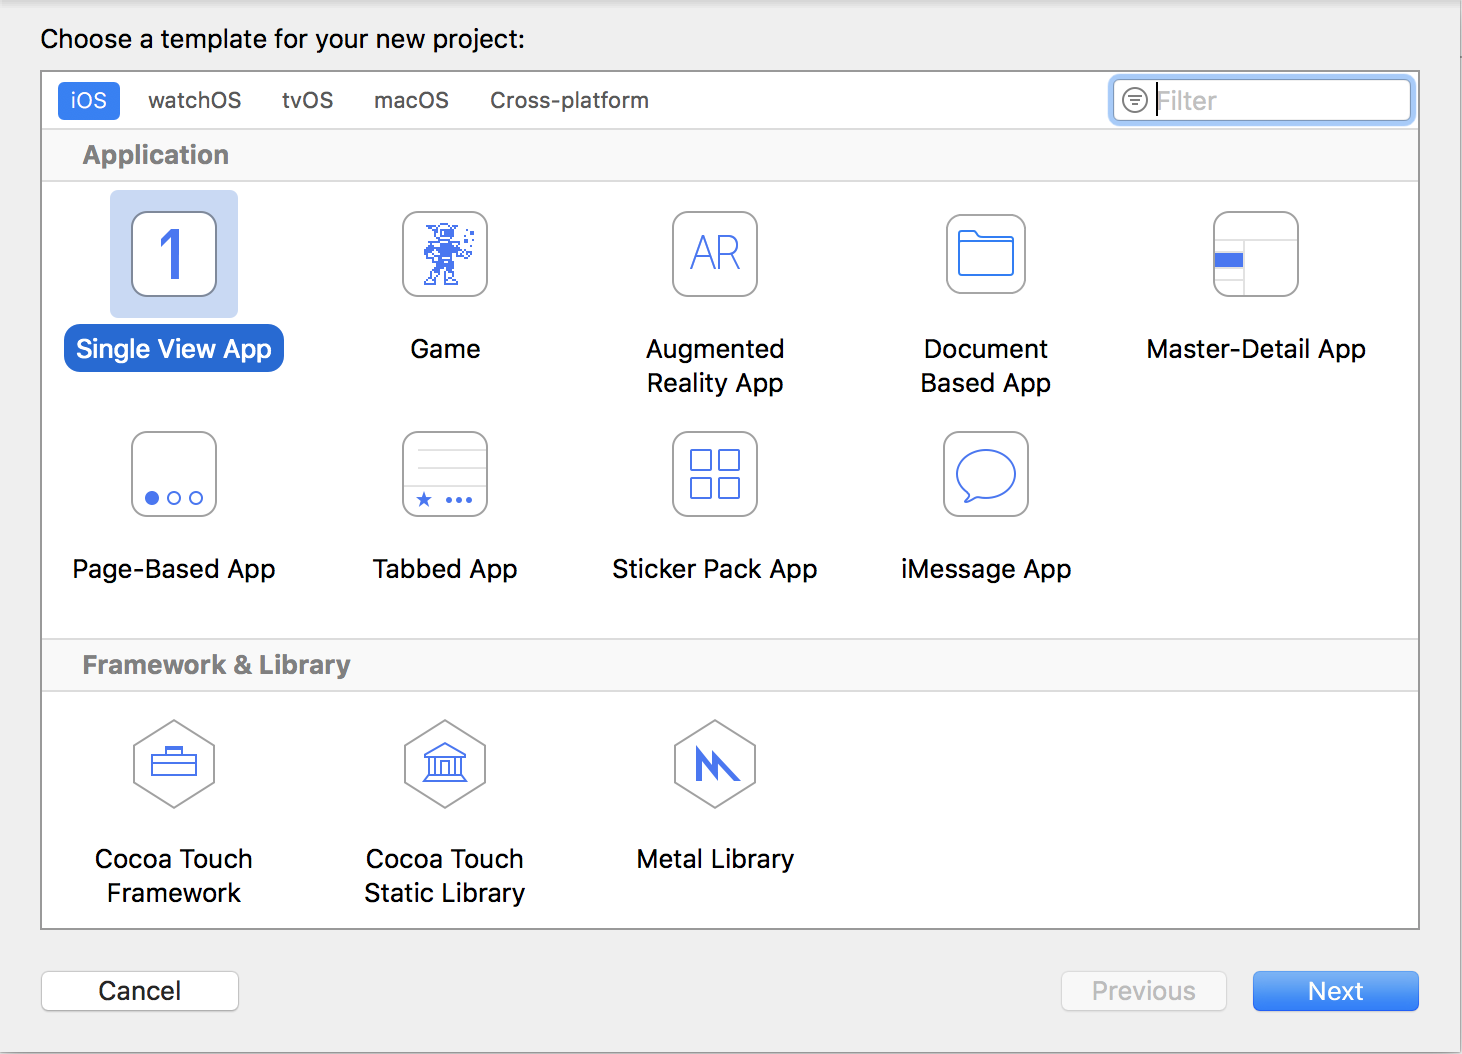 Choose a template for your new project:
iOS watchOS tvOS macOS Cross-platform Filter
Application
1 AR
Single View App Game Augmented Document Master-Detail App
Reality App Based App
Page-Based App Tabbed App Sticker Pack App iMessage App
Framework & Library
Cocoa Touch Cocoa Touch Metal Library
Framework Static Library
Cancel Previous Next